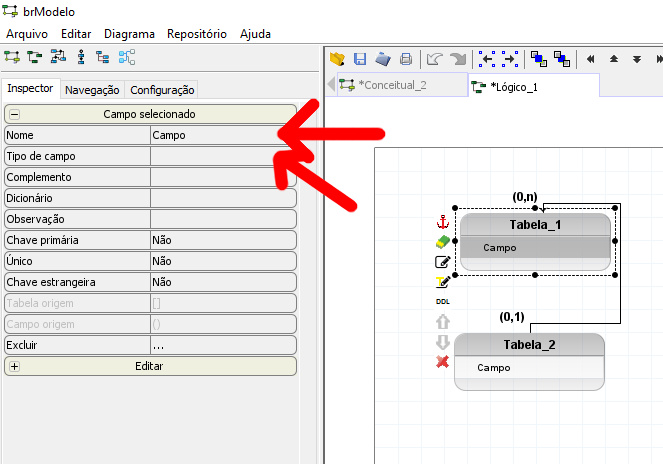 brModelo
Arquivo Editar Diagrama Repositório Ajuda
Inspector Navegação Configuração
Campo selecionado
Nome Campo
Tipo de campo
Complemento
Dicionário
Observação
Chave primária Não
Único Não
Chave estrangeira Não
Tabela origem []
Campo origem ()
Excluir ...
Editar
*Conceitual_2 *Lógico_1
(0,n)
Tabela_1
Campo
DDL
(0,1)
Tabela_2
Campo